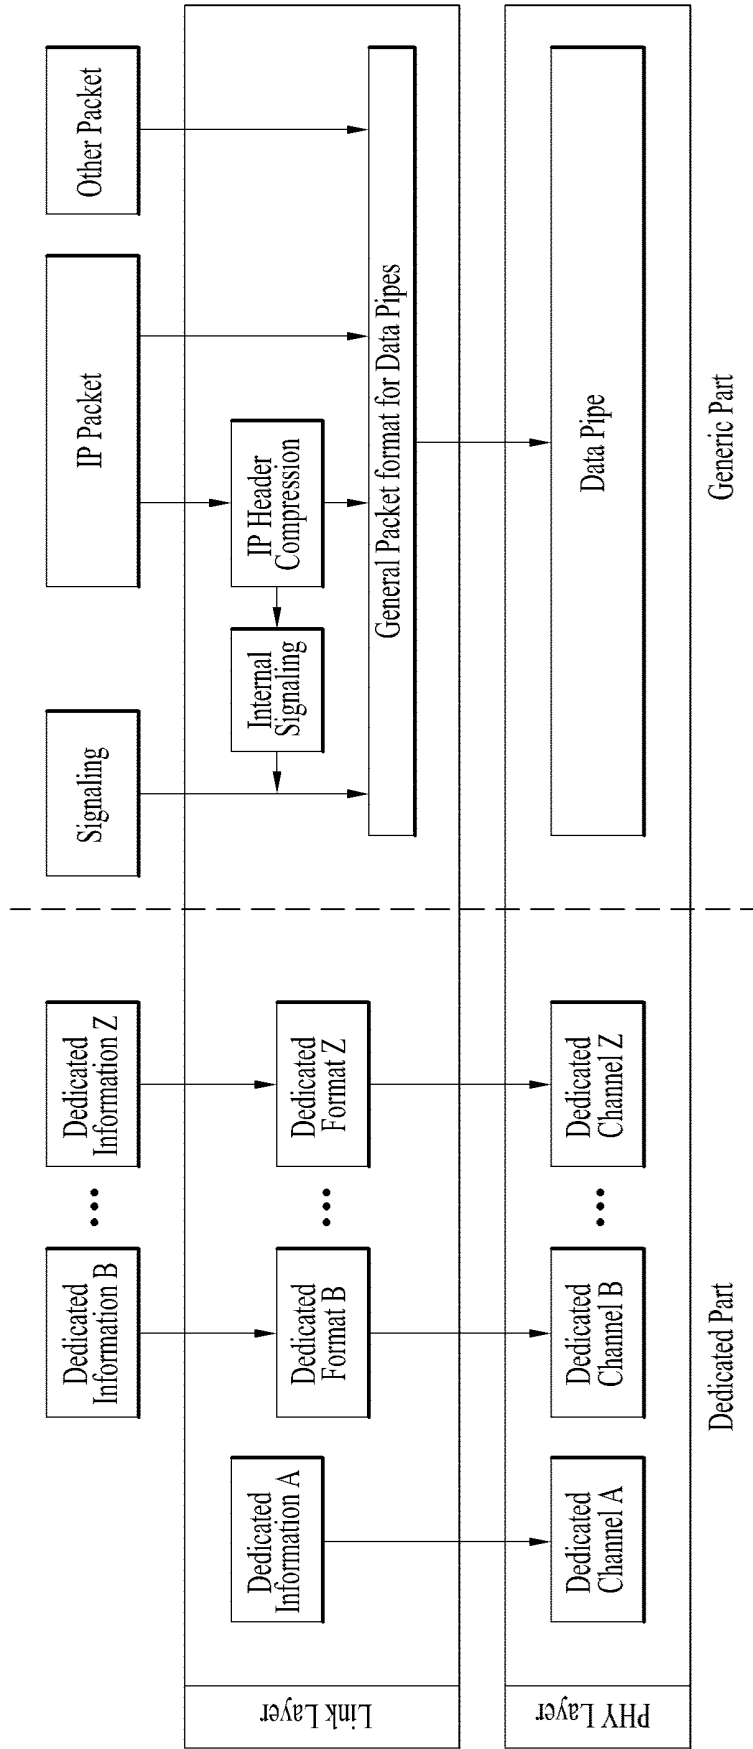 Dedicated
Information B
Dedicated
Information Z
Signaling
IP Packet
Other Packet
Link Layer
Dedicated
Information A
Dedicated
Format B
Dedicated
Format Z
Internal
Signaling
IP Header
Compression
General Packet format for Data Pipes
PHY Layer
Dedicated
Channel A
Dedicated
Channel B
Dedicated
Channel Z
Data Pipe
Dedicated Part
Generic Part